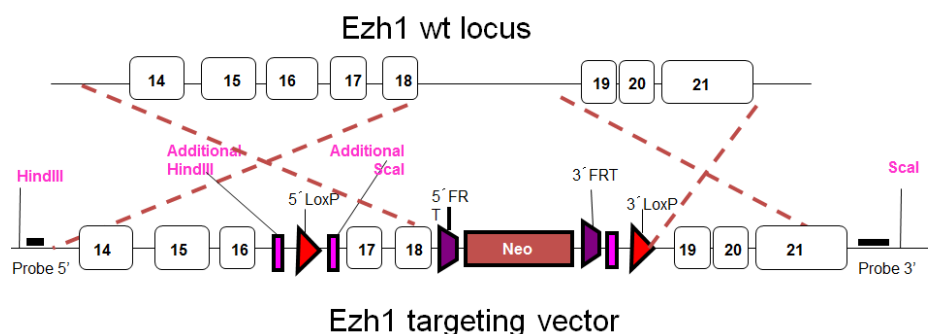 Ezh1 wt locus
14 15 16 17 18 19 20 21
Additional
HindIII
Additional
ScaI
HindIII
ScaI
5´LoxP
5´FR
T
3´FRT
3´LoxP
14 15 16 17 18 Neo 19 20 21
Probe 5’
Probe 3’
Ezh1 targeting vector